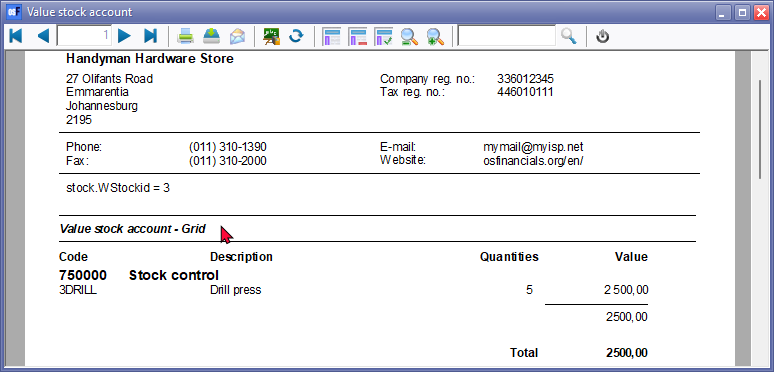 Value stock account
1
Handyman Hardware Store
27 Olifants Road
Emmarentia
Johannesburg
2195
Company reg. no.: 336012345
Tax reg. no.: 446010111
Phone: (011) 310-1390
Fax: (011) 310-2000
E-mail: mymail@myisp.net
Website: osfinancials.org/en/
stock.WStockid = 3
Value stock account - Grid
Code Description Quantities Value
750000 Stock control
3DRILL Drill press 5 2 500,00
2500,00
Total 2500,00